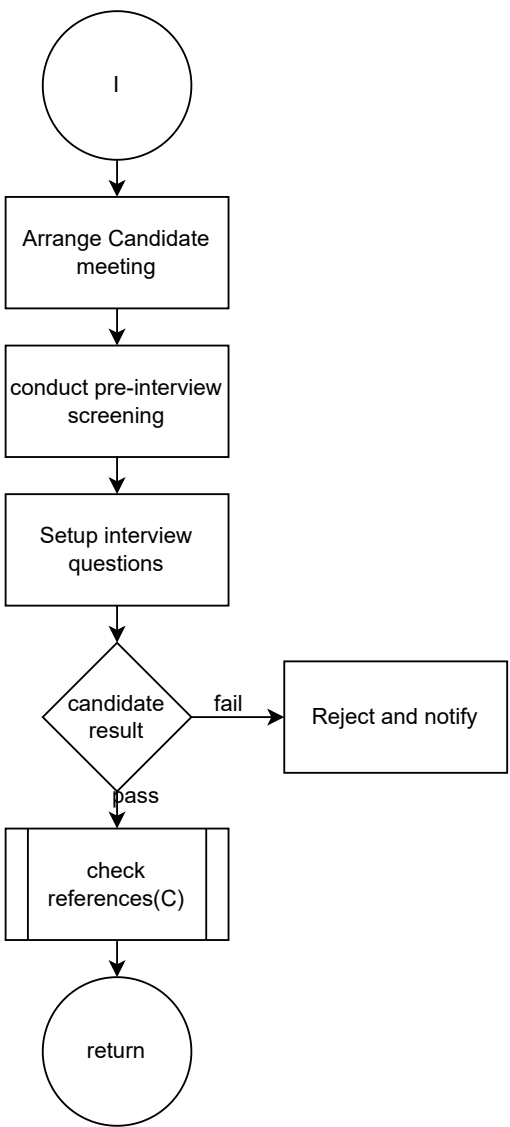 I
Arrange Candidate
meeting
conduct pre-interview
screening
Setup interview
questions
candidate
result
fail
Reject and notify
pass
check
references(C)
return